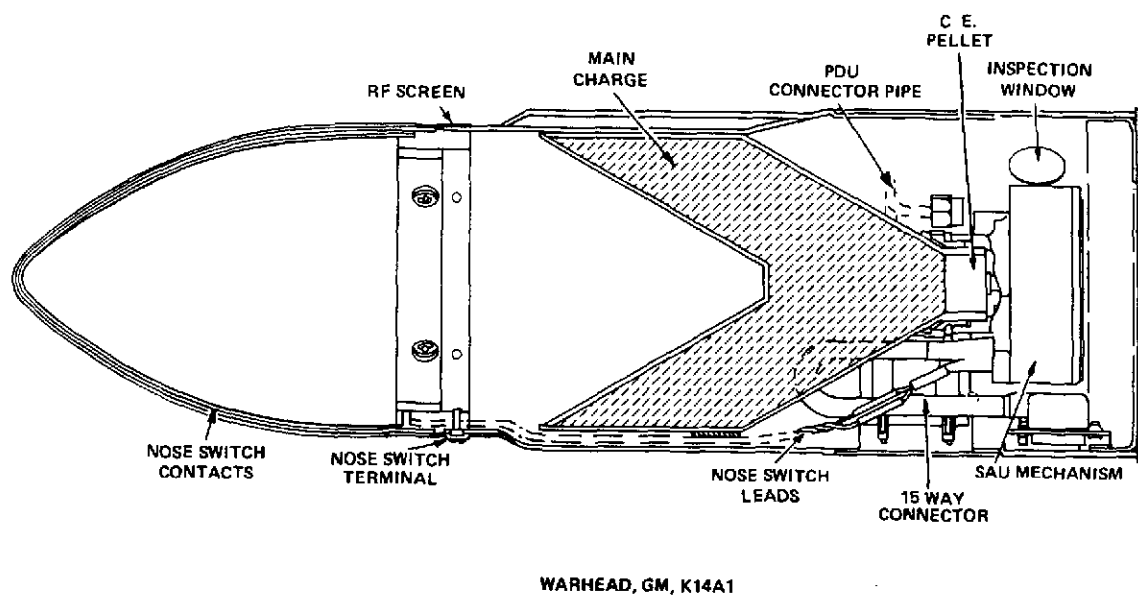 C. E.
PELLET
MAIN
CHARGE
PDU
CONNECTOR PIPE
INSPECTION
WINDOW
RF SCREEN
NOSE SWITCH
CONTACTS
NOSE SWITCH
TERMINAL
NOSE SWITCH
LEADS
15 WAY
CONNECTOR
SAU MECHANISM
WARHEAD, GM, K14A1